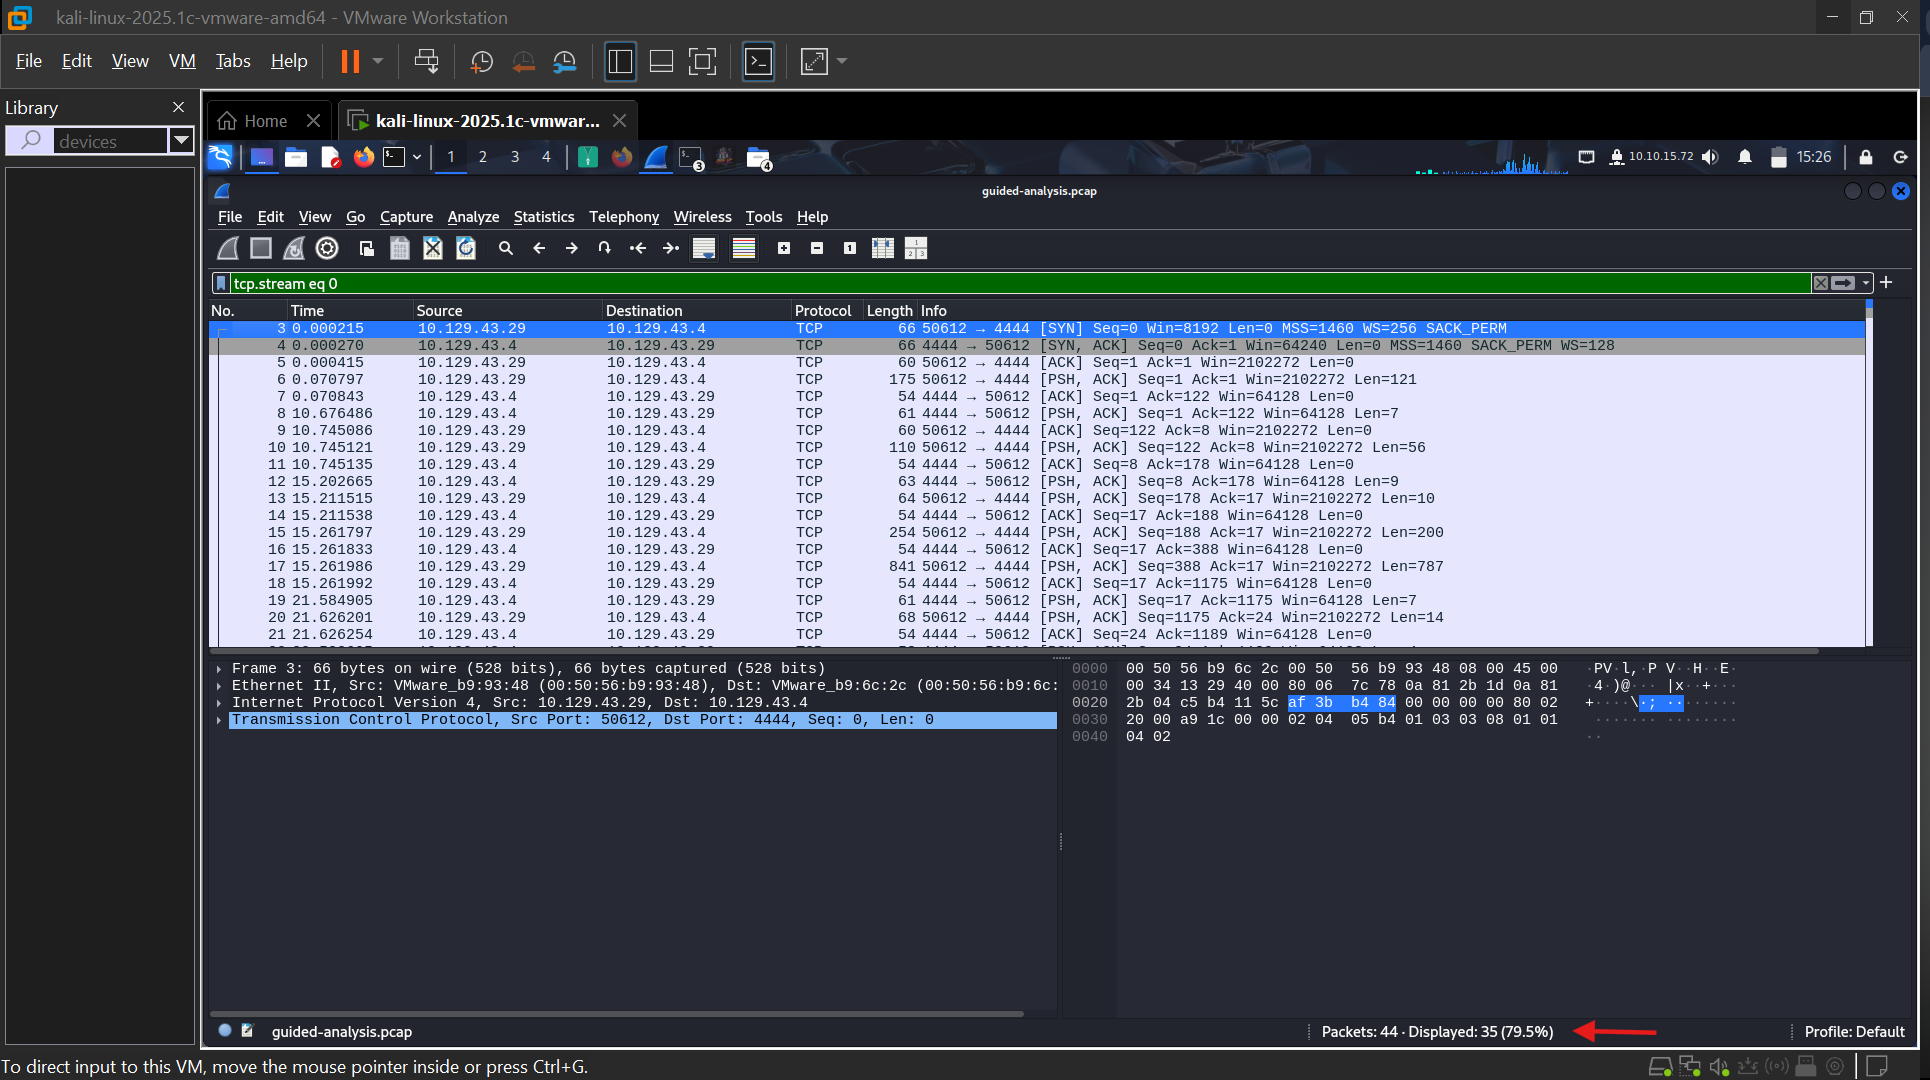 kali-linux-2025.1c-vmware-amd64 - VMware Workstation
File Edit View VM Tabs Help
Library
devices
Home
kali-linux-2025.1c-vmwar...
1 2 3 4
3
4
10.10.15.72
15:26
guided-analysis.pcap
File Edit View Go Capture Analyze Statistics Telephony Wireless Tools Help
tcp.stream eq 0
No. Time Source Destination Protocol Length Info
3 0.000215 10.129.43.29 10.129.43.4 TCP 66 50612 → 4444 [SYN] Seq=0 Win=8192 Len=0 MSS=1460 WS=256 SACK_PERM
4 0.000270 10.129.43.4 10.129.43.29 TCP 66 4444 → 50612 [SYN, ACK] Seq=0 Ack=1 Win=64240 Len=0 MSS=1460 SACK_PERM WS=128
5 0.000415 10.129.43.29 10.129.43.4 TCP 60 50612 → 4444 [ACK] Seq=1 Ack=1 Win=2102272 Len=0
6 0.070797 10.129.43.29 10.129.43.4 TCP 175 50612 → 4444 [PSH, ACK] Seq=1 Ack=1 Win=2102272 Len=121
7 0.070843 10.129.43.4 10.129.43.29 TCP 54 4444 → 50612 [ACK] Seq=1 Ack=122 Win=64128 Len=0
8 10.676486 10.129.43.4 10.129.43.29 TCP 61 4444 → 50612 [PSH, ACK] Seq=1 Ack=122 Win=64128 Len=7
9 10.745086 10.129.43.29 10.129.43.4 TCP 60 50612 → 4444 [ACK] Seq=122 Ack=8 Win=2102272 Len=0
10 10.745121 10.129.43.29 10.129.43.4 TCP 110 50612 → 4444 [PSH, ACK] Seq=122 Ack=8 Win=2102272 Len=56
11 10.745135 10.129.43.4 10.129.43.29 TCP 54 4444 → 50612 [ACK] Seq=8 Ack=178 Win=64128 Len=0
12 15.202665 10.129.43.4 10.129.43.29 TCP 63 4444 → 50612 [PSH, ACK] Seq=8 Ack=178 Win=64128 Len=9
13 15.211515 10.129.43.29 10.129.43.4 TCP 64 50612 → 4444 [PSH, ACK] Seq=178 Ack=17 Win=2102272 Len=10
14 15.211538 10.129.43.4 10.129.43.29 TCP 54 4444 → 50612 [ACK] Seq=17 Ack=188 Win=64128 Len=0
15 15.261797 10.129.43.29 10.129.43.4 TCP 254 50612 → 4444 [PSH, ACK] Seq=188 Ack=17 Win=2102272 Len=200
16 15.261833 10.129.43.4 10.129.43.29 TCP 54 4444 → 50612 [ACK] Seq=17 Ack=388 Win=64128 Len=0
17 15.261986 10.129.43.29 10.129.43.4 TCP 841 50612 → 4444 [PSH, ACK] Seq=388 Ack=17 Win=2102272 Len=787
18 15.261992 10.129.43.4 10.129.43.29 TCP 54 4444 → 50612 [ACK] Seq=17 Ack=1175 Win=64128 Len=0
19 21.584905 10.129.43.4 10.129.43.29 TCP 61 4444 → 50612 [PSH, ACK] Seq=17 Ack=1175 Win=64128 Len=7
20 21.626201 10.129.43.29 10.129.43.4 TCP 68 50612 → 4444 [PSH, ACK] Seq=1175 Ack=24 Win=2102272 Len=14
21 21.626254 10.129.43.4 10.129.43.29 TCP 54 4444 → 50612 [ACK] Seq=24 Ack=1189 Win=64128 Len=0
Frame 3: 66 bytes on wire (528 bits), 66 bytes captured (528 bits)
Ethernet II, Src: VMware_b9:93:48 (00:50:56:b9:93:48), Dst: VMware_b9:6c:2c (00:50:56:b9:6c:
Internet Protocol Version 4, Src: 10.129.43.29, Dst: 10.129.43.4
Transmission Control Protocol, Src Port: 50612, Dst Port: 4444, Seq: 0, Len: 0
0000 00 50 56 b9 6c 2c 00 50 56 b9 93 48 08 00 45 00 ·PV·l,·P V··H··E·
0010 00 34 13 29 40 00 80 06 7c 78 0a 81 2b 1d 0a 81 ·4·)@··· |x··+···
0020 2b 04 c5 b4 11 5c af 3b b4 84 00 00 00 00 80 02 +····\·; ········
0030 20 00 a9 1c 00 00 02 04 05 b4 01 03 03 08 01 01 ······· ········
0040 04 02 ··
guided-analysis.pcap
Packets: 44 · Displayed: 35 (79.5%)
Profile: Default
To direct input to this VM, move the mouse pointer inside or press Ctrl+G.